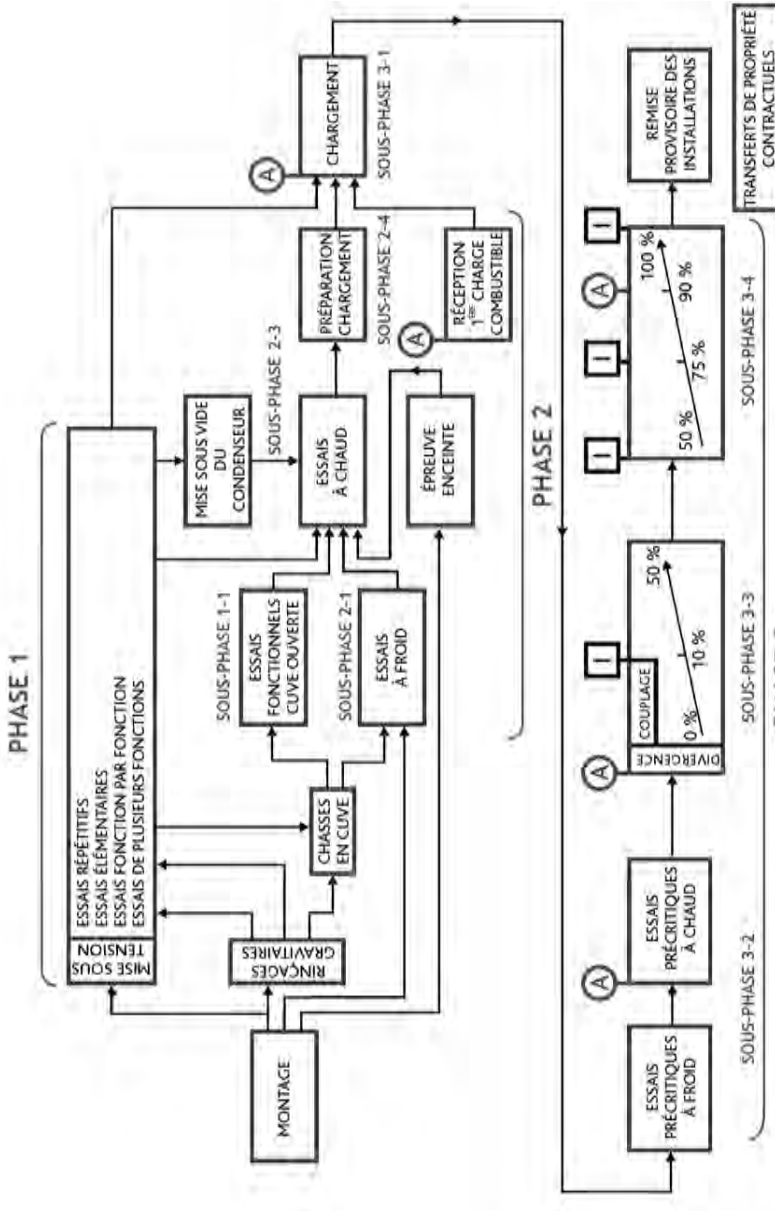 PHASE 1
MISE SOUS
TENSION
ESSAIS RÉPÉTITIFS
ESSAIS ÉLÉMENTAIRES
ESSAIS FONCTION PAR FONCTION
ESSAIS DE PLUSIEURS FONCTIONS
MONTAGE
RINÇAGES
GRAVITAIRES
CHASSES
EN CUVE
MISE SOUS VIDE
DU
CONDENSEUR
SOUS-PHASE 1-1
ESSAIS
FONCTIONNELS
CUVE OUVERTE
SOUS-PHASE 2-1
ESSAIS
À FROID
SOUS-PHASE 2-3
ESSAIS
À CHAUD
ÉPREUVE
ENCEINTE
PRÉPARATION
CHARGEMENT
SOUS-PHASE 2-4
A
RÉCEPTION
1ÈRE CHARGE
COMBUSTIBLE
A
CHARGEMENT
SOUS-PHASE 3-1
PHASE 2
ESSAIS
PRÉCRITIQUES
À FROID
SOUS-PHASE 3-2
A
ESSAIS
PRÉCRITIQUES
À CHAUD
A
DIVERGENCE
COUPLAGE
I
0 %
10 %
50 %
SOUS-PHASE 3-3
I
I
A
I
50 %
75 %
90 %
100 %
SOUS-PHASE 3-4
REMISE
PROVISOIRE DES
INSTALLATIONS
TRANSFERTS DE PROPRIÉTÉ
CONTRACTUELS